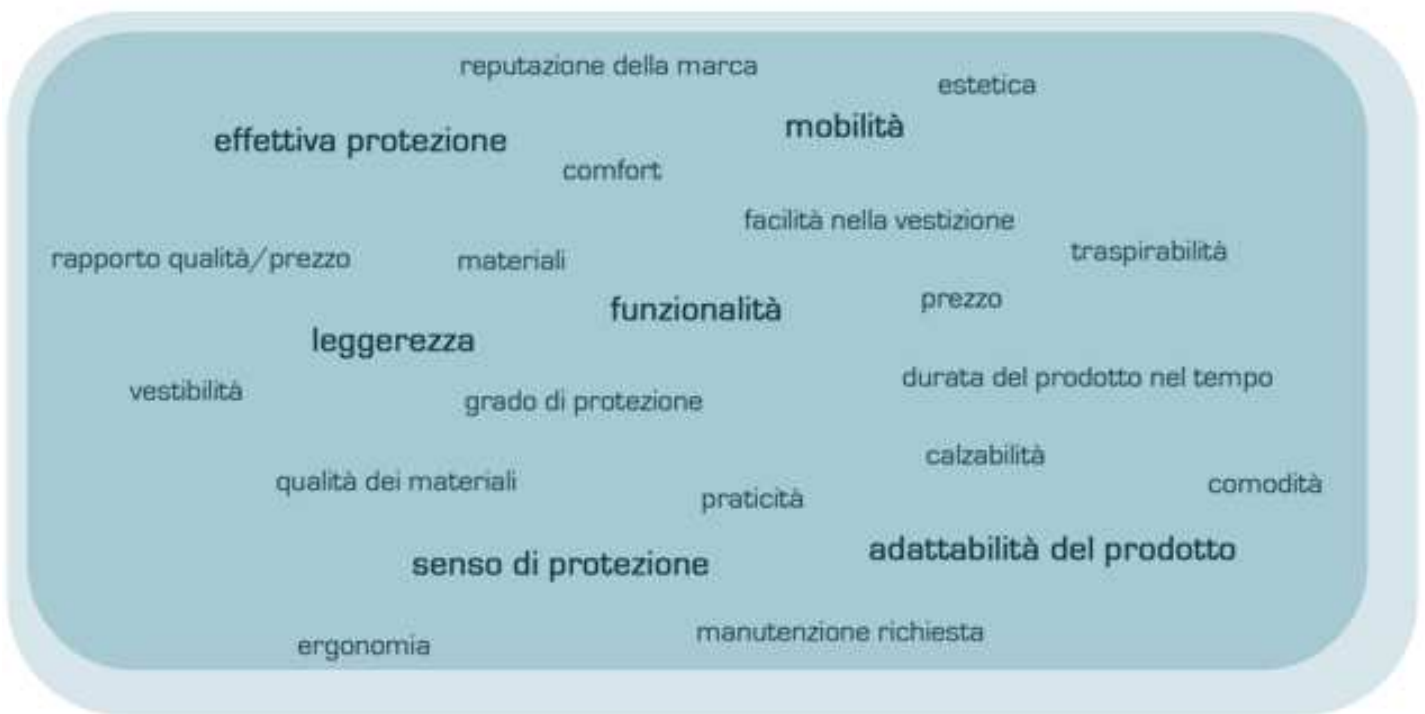 reputazione della marca
estetica
mobilità
effettiva protezione
comfort
facilità nella vestizione
traspirabilità
rapporto qualità/prezzo
materiali
prezzo
funzionalità
leggerezza
durata del prodotto nel tempo
vestibilità
grado di protezione
calzabilità
qualità dei materiali
comodità
praticità
adattabilità del prodotto
senso di protezione
manutenzione richiesta
ergonomia